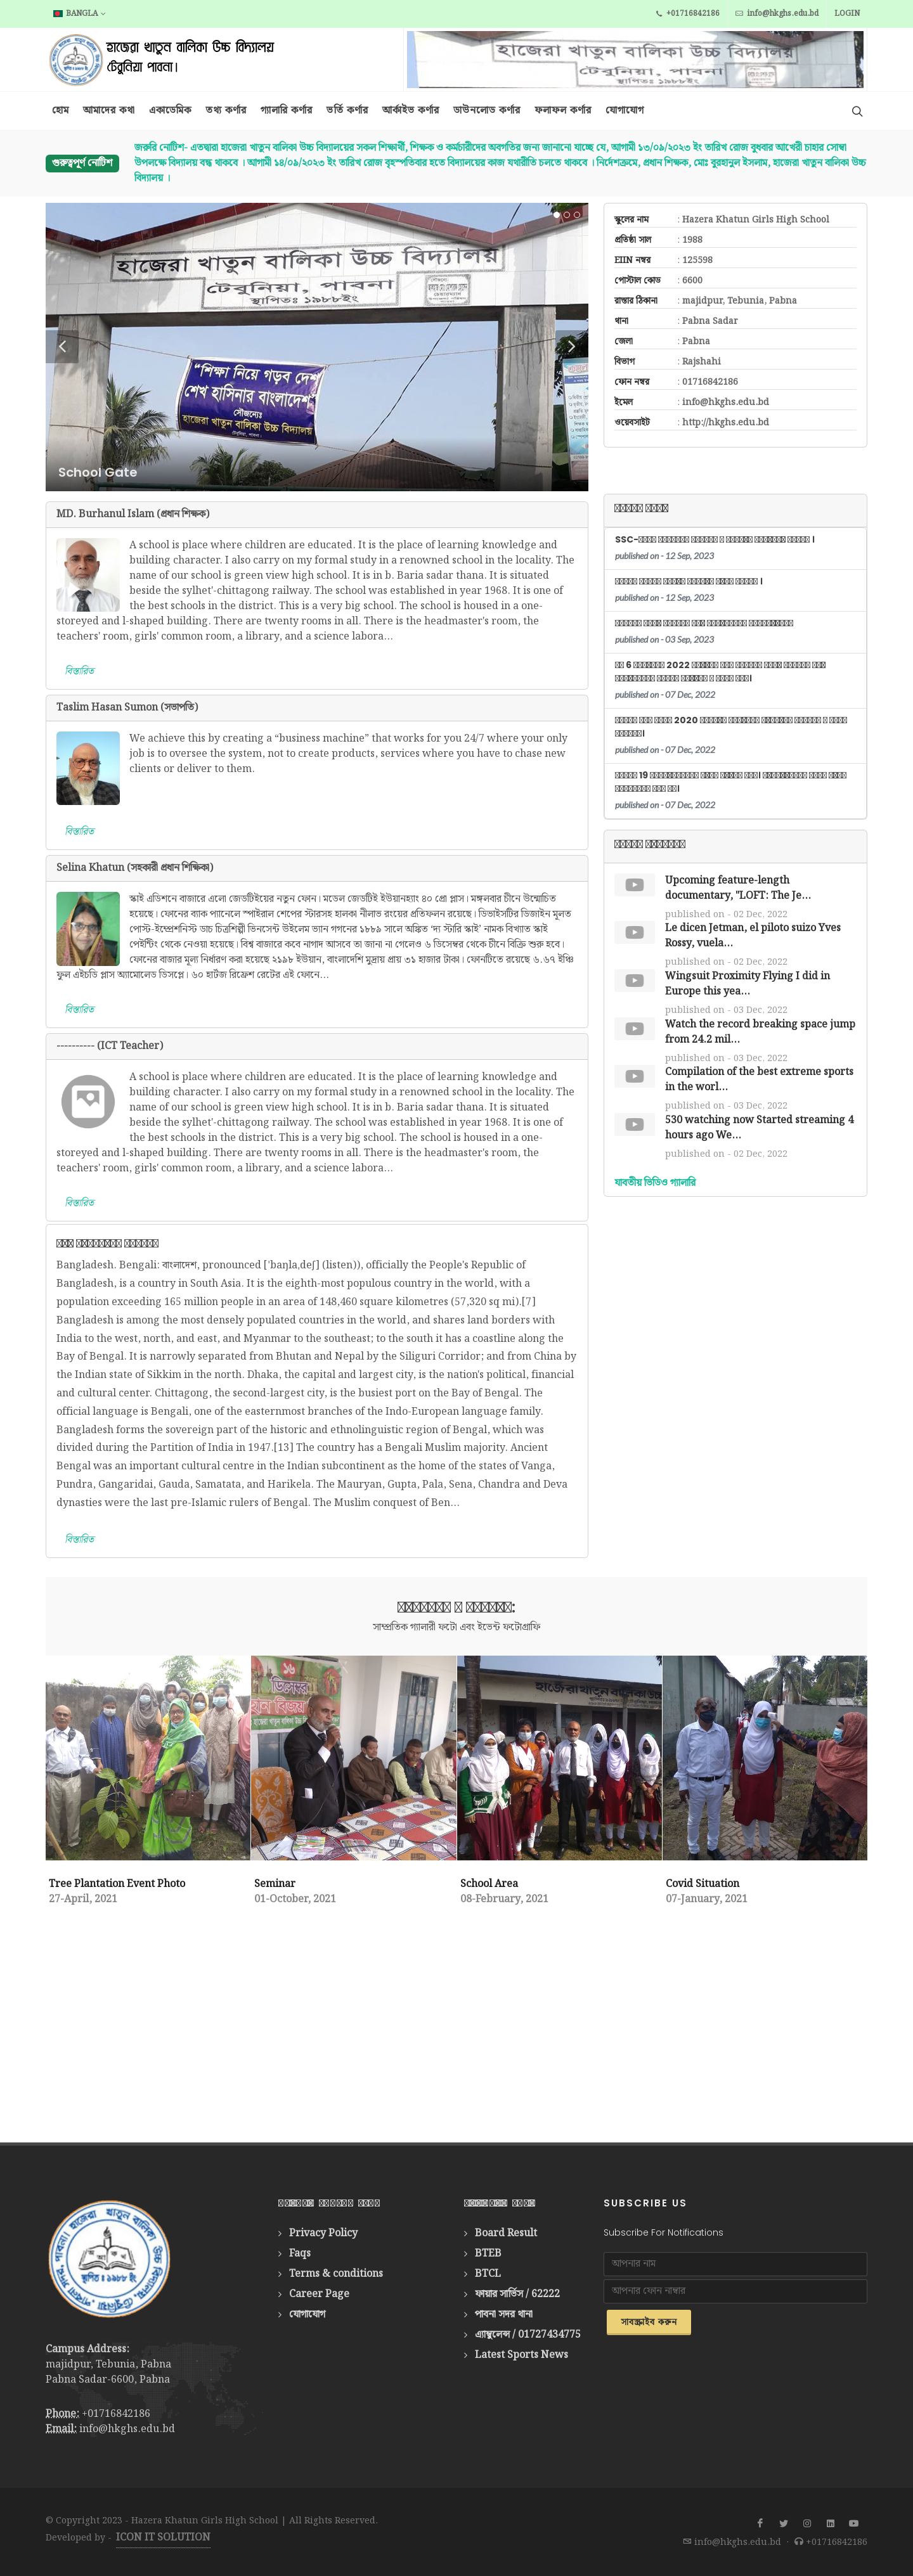 BANGLA
+01716842186
info@hkghs.edu.bd
LOGIN
হাজেরা খাতুন বালিকা উচ্চ বিদ্যালয়
টেবুনিয়া পাবনা।
হোম
আমাদের কথা
একাডেমিক
তথ্য কর্ণার
গ্যালারি কর্ণার
ভর্তি কর্ণার
আর্কাইভ কর্ণার
ডাউনলোড কর্ণার
ফলাফল কর্ণার
যোগাযোগ
গুরুত্বপূর্ণ নোটিশ
জরুরি নোটিশ- এতদ্বারা হাজেরা খাতুন বালিকা উচ্চ বিদ্যালয়ের সকল শিক্ষার্থী, শিক্ষক ও কর্মচারীদের অবগতির জন্য জানানো যাচ্ছে যে, আগামী ১৩/০৯/২০২৩ ইং তারিখ রোজ বুধবার আখেরী চাহার সোম্বা
উপলক্ষে বিদ্যালয় বন্ধ থাকবে । আগামী ১৪/০৯/২০২৩ ইং তারিখ রোজ বৃহস্পতিবার হতে বিদ্যালয়ের কাজ যথারীতি চলতে থাকবে । নির্দেশক্রমে, প্রধান শিক্ষক, মোঃ বুরহানুল ইসলাম, হাজেরা খাতুন বালিকা উচ্চ
বিদ্যালয় ।
হাজেরা খাতুন বালিকা উচ্চ বিদ্যালয়
টেবুনিয়া, পাবনা
স্থাপিতঃ ১৯৮৮ইং
"শিক্ষা নিয়ে গড়ব দেশ
শেখ হাসিনার বাংলাদেশ"
সৌজন্যেঃ
হাজেরা খাতুন বালিকা উচ্চ বিদ্যালয়
School Gate
স্কুলের নাম : Hazera Khatun Girls High School
প্রতিষ্ঠা সাল : 1988
EIIN নম্বর : 125598
পোস্টাল কোড : 6600
রাস্তার ঠিকানা : majidpur, Tebunia, Pabna
থানা : Pabna Sadar
জেলা : Pabna
বিভাগ : Rajshahi
ফোন নম্বর : 01716842186
ইমেল : info@hkghs.edu.bd
ওয়েবসাইট : http://hkghs.edu.bd
MD. Burhanul Islam (প্রধান শিক্ষক)
A school is place where children are educated. It is the place of learning knowledge and
becoming educated. I also carry on my formal study in a renowned school in the locality. The
name of our school is green view high school. It is in b. Baria sadar thana. It is situated
beside the sylhet'-chittagong railway. The school was established in year 1968. It is one of
the best schools in the district. This is a very big school. The school is housed in a one-
storeyed and l-shaped building. There are twenty rooms in all. There is the headmaster's room, the
teachers' room, girls' common room, a library, and a science labora...
বিস্তারিত
Taslim Hasan Sumon (সভাপতি)
We achieve this by creating a “business machine” that works for you 24/7 where your only
job is to oversee the system, not to create products, services where you have to chase new
clients or deliver to them.
বিস্তারিত
Selina Khatun (সহকারী প্রধান শিক্ষিকা)
স্কাই এডিশনে বাজারে এলো জেডটিইয়ের নতুন ফোন। মডেল জেডটিই ইউয়ানহ্যাং ৪০ প্রো প্লাস। মঙ্গলবার চীনে উন্মোচিত
হয়েছে। ফোনের ব্যাক প্যানেলে স্পাইরাল শেপের স্টারসহ হালকা নীলাভ রংয়ের প্রতিফলন রয়েছে। ডিভাইসটির ডিজাইন মূলত
পোস্ট-ইম্প্রেশনিস্ট ডাচ চিত্রশিল্পী ভিনসেন্ট উইলেম ভ্যান গগনের ১৮৮৯ সালে অঙ্কিত ‘দ্য স্টারি স্কাই’ নামক বিখ্যাত স্কাই
পেইন্টিং থেকে নেওয়া হয়েছে। বিশ্ব বাজারে কবে নাগাদ আসবে তা জানা না গেলেও ৬ ডিসেম্বর থেকে চীনে বিক্রি শুরু হবে।
ফোনের বাজার মূল্য নির্ধারণ করা হয়েছে ২১৯৮ ইউয়ান, বাংলাদেশি মুদ্রায় প্রায় ৩১ হাজার টাকা। ফোনটিতে রয়েছে ৬.৬৭ ইঞ্চি
ফুল এইচডি প্লাস অ্যামোলেড ডিসপ্লে। ৬০ হার্টজ রিফ্রেশ রেটের এই ফোনে...
বিস্তারিত
---------- (ICT Teacher)
A school is place where children are educated. It is the place of learning knowledge and
becoming educated. I also carry on my formal study in a renowned school in the locality. The
name of our school is green view high school. It is in b. Baria sadar thana. It is situated
beside the sylhet'-chittagong railway. The school was established in year 1968. It is one of
the best schools in the district. This is a very big school. The school is housed in a one-
storeyed and l-shaped building. There are twenty rooms in all. There is the headmaster's room, the
teachers' room, girls' common room, a library, and a science labora...
বিস্তারিত
Bangladesh. Bengali: বাংলাদেশ, pronounced [ˈbaŋlaˌdeʃ] (listen)), officially the People's Republic of
Bangladesh, is a country in South Asia. It is the eighth-most populous country in the world, with a
population exceeding 165 million people in an area of 148,460 square kilometres (57,320 sq mi).[7]
Bangladesh is among the most densely populated countries in the world, and shares land borders with
India to the west, north, and east, and Myanmar to the southeast; to the south it has a coastline along the
Bay of Bengal. It is narrowly separated from Bhutan and Nepal by the Siliguri Corridor; and from China by
the Indian state of Sikkim in the north. Dhaka, the capital and largest city, is the nation's political, financial
and cultural center. Chittagong, the second-largest city, is the busiest port on the Bay of Bengal. The
official language is Bengali, one of the easternmost branches of the Indo-European language family.
Bangladesh forms the sovereign part of the historic and ethnolinguistic region of Bengal, which was
divided during the Partition of India in 1947.[13] The country has a Bengali Muslim majority. Ancient
Bengal was an important cultural centre in the Indian subcontinent as the home of the states of Vanga,
Pundra, Gangaridai, Gauda, Samatata, and Harikela. The Mauryan, Gupta, Pala, Sena, Chandra and Deva
dynasties were the last pre-Islamic rulers of Bengal. The Muslim conquest of Ben...
বিস্তারিত
SSC-
published on - 12 Sep, 2023
published on - 12 Sep, 2023
published on - 03 Sep, 2023
6 2022
published on - 07 Dec, 2022
2020
published on - 07 Dec, 2022
19
published on - 07 Dec, 2022
Upcoming feature-length
documentary, "LOFT: The Je...
published on - 02 Dec, 2022
Le dicen Jetman, el piloto suizo Yves
Rossy, vuela...
published on - 02 Dec, 2022
Wingsuit Proximity Flying I did in
Europe this yea...
published on - 03 Dec, 2022
Watch the record breaking space jump
from 24.2 mil...
published on - 03 Dec, 2022
Compilation of the best extreme sports
in the worl...
published on - 03 Dec, 2022
530 watching now Started streaming 4
hours ago We...
published on - 02 Dec, 2022
যাবতীয় ভিডিও গ্যালারি
সাম্প্রতিক গ্যালারী ফটো এবং ইভেন্ট ফটোগ্রাফি
Tree Plantation Event Photo
27-April, 2021
Seminar
01-October, 2021
School Area
08-February, 2021
Covid Situation
07-January, 2021
Campus Address:
majidpur, Tebunia, Pabna
Pabna Sadar-6600, Pabna
Phone: +01716842186
Email: info@hkghs.edu.bd
Privacy Policy
Faqs
Terms & conditions
Career Page
যোগাযোগ
Board Result
BTEB
BTCL
ফায়ার সার্ভিস / 62222
পাবনা সদর থানা
এ্যাম্বুলেন্স / 01727434775
Latest Sports News
SUBSCRIBE US
Subscribe For Notifications
আপনার নাম
আপনার ফোন নাম্বার
সাবস্ক্রাইব করুন
© Copyright 2023 - Hazera Khatun Girls High School | All Rights Reserved.
Developed by - ICON IT SOLUTION
info@hkghs.edu.bd · +01716842186